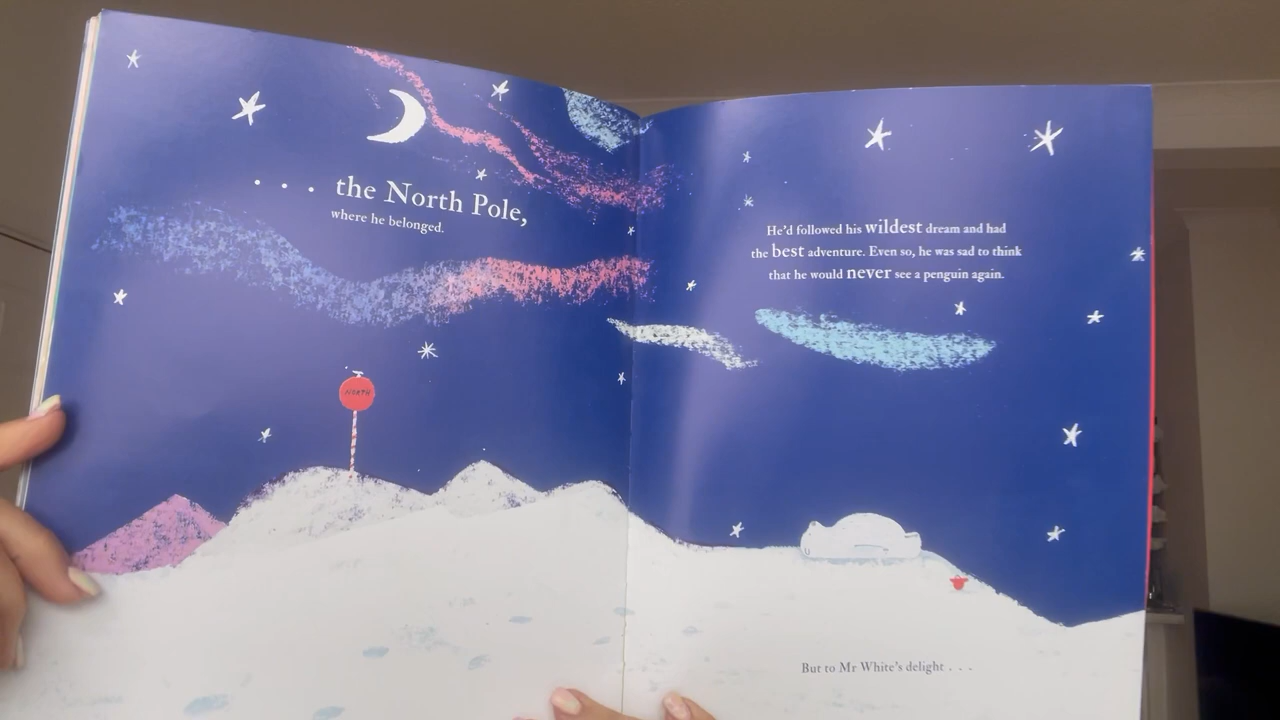 . . . the North Pole,
where he belonged.
NORTH
He'd followed his wildest dream and had
the best adventure. Even so, he was sad to think
that he would never see a penguin again.
But to Mr White's delight . . .